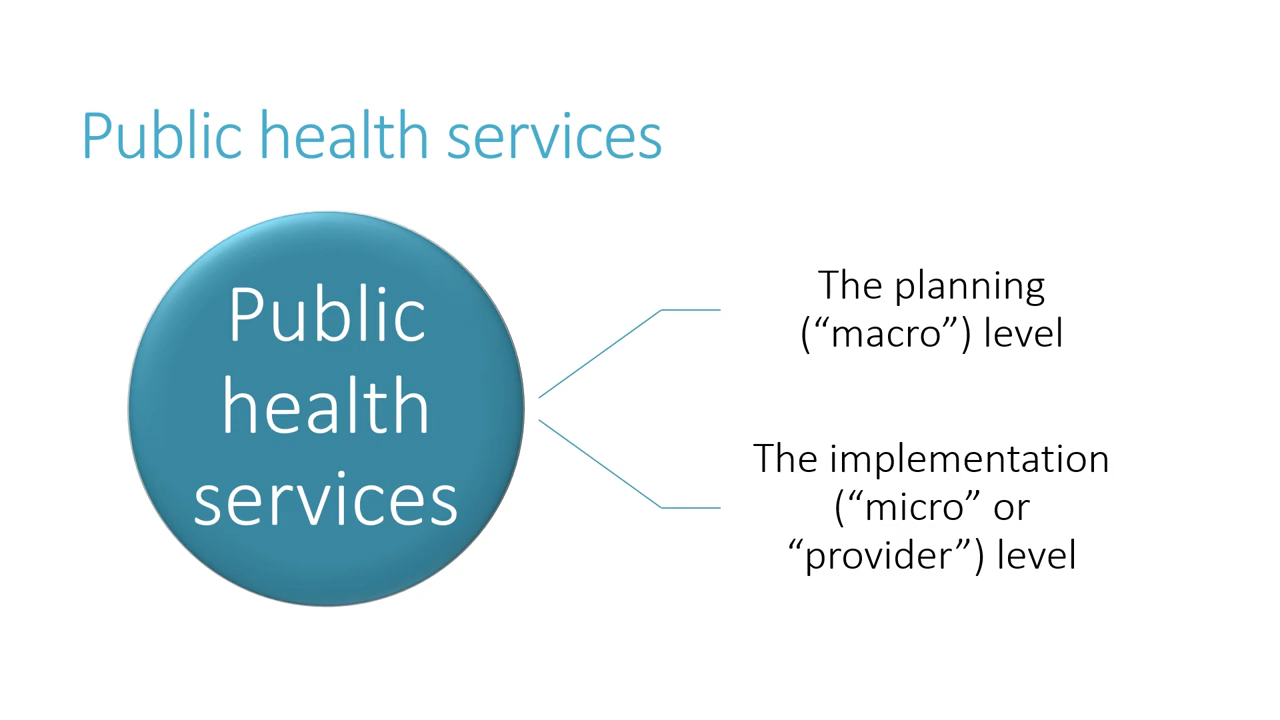 Public health services
Public
health
services
The planning
(“macro”) level
The implementation
(“micro” or
“provider”) level